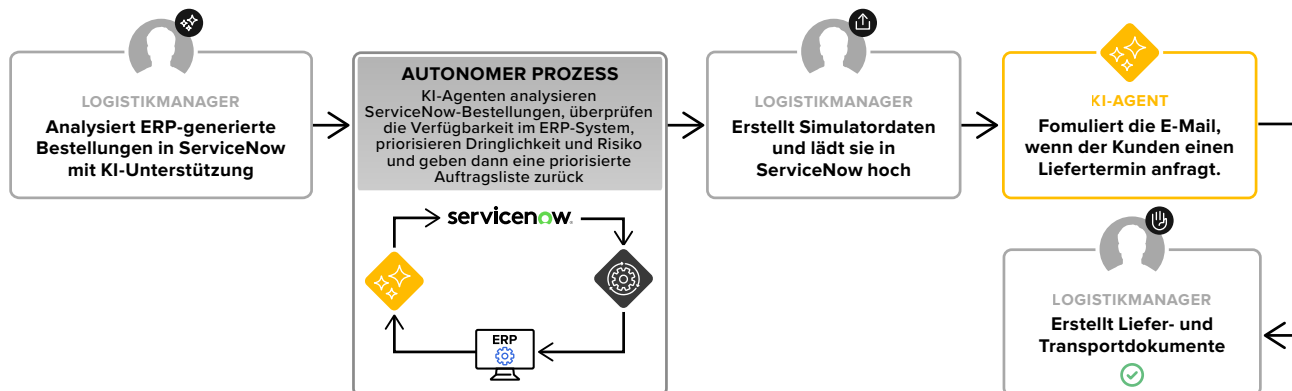 LOGISTIKMANAGER
Analysiert ERP-generierte
Bestellungen in ServiceNow
mit KI-Unterstützung
AUTONOMER PROZESS
KI-Agenten analysieren
ServiceNow-Bestellungen, überprüfen
die Verfügbarkeit im ERP-System,
priorisieren Dringlichkeit und Risiko
und geben dann eine priorisierte
Auftragsliste zurück
servicenow
ERP
LOGISTIKMANAGER
Erstellt Simulatordaten
und lädt sie in
ServiceNow hoch
KI-AGENT
Fomuliert die E-Mail,
wenn der Kunden einen
Liefertermin anfragt.
LOGISTIKMANAGER
Erstellt Liefer- und
Transportdokumente